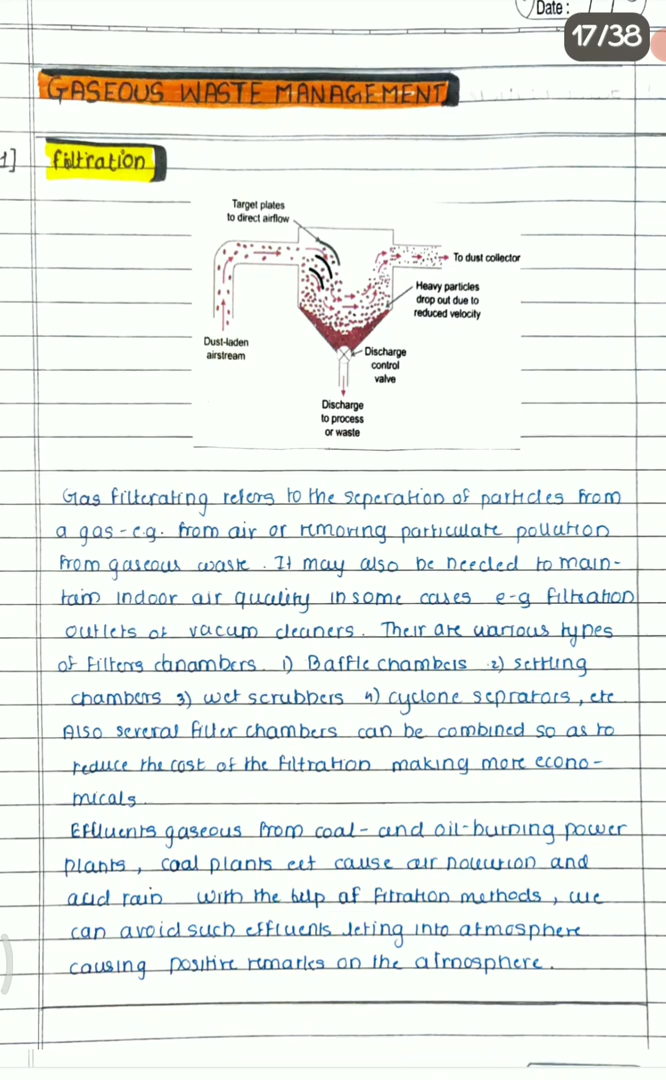 Date :
17/38
GASEOUS WASTE MANAGEMENT
1]
filtration
Target plates
to direct airflow
To dust collector
Heavy particles
drop out due to
reduced velocity
Dust-laden
airstream
Discharge
control
valve
Discharge
to process
or waste
Gas filterating refers to the seperation of particles from
a gas - e.g. from air or removing particulate pollution
from gaseous waste. It may also be needed to main-
tain indoor air quality in some cases e-g filtration
outlets of vacum cleaners. Their are various types
of Filters chnambers. 1) Baffle chambers 2) settling
chambers 3) wet scrubbers 4) cyclone seprators, etc
Also several filter chambers can be combined so as to
reduce the cost of the filtration making more econo-
micals.
Effluents gaseous from coal- and oil-burning power
plants, coal plants ect cause air pollution and
acid rain with the help of fitration methods, we
can avoid such effluents leting into atmosphere
causing positive remarks on the atmosphere.